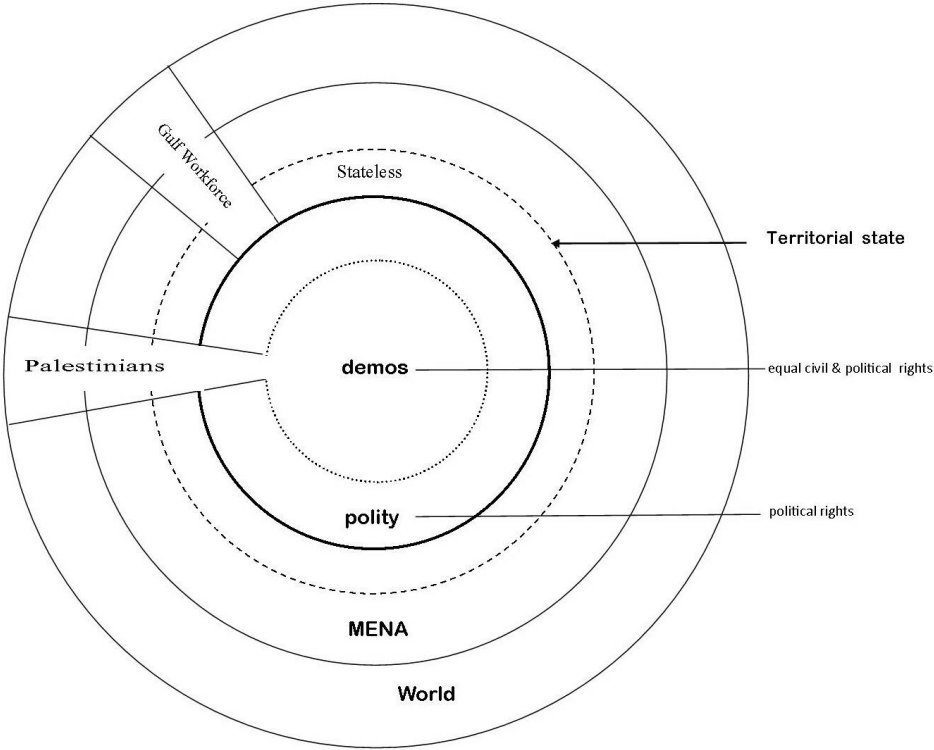 Gulf Workforce
Stateless
Territorial state
Palestinians
demos
equal civil & political rights
polity
political rights
MENA
World